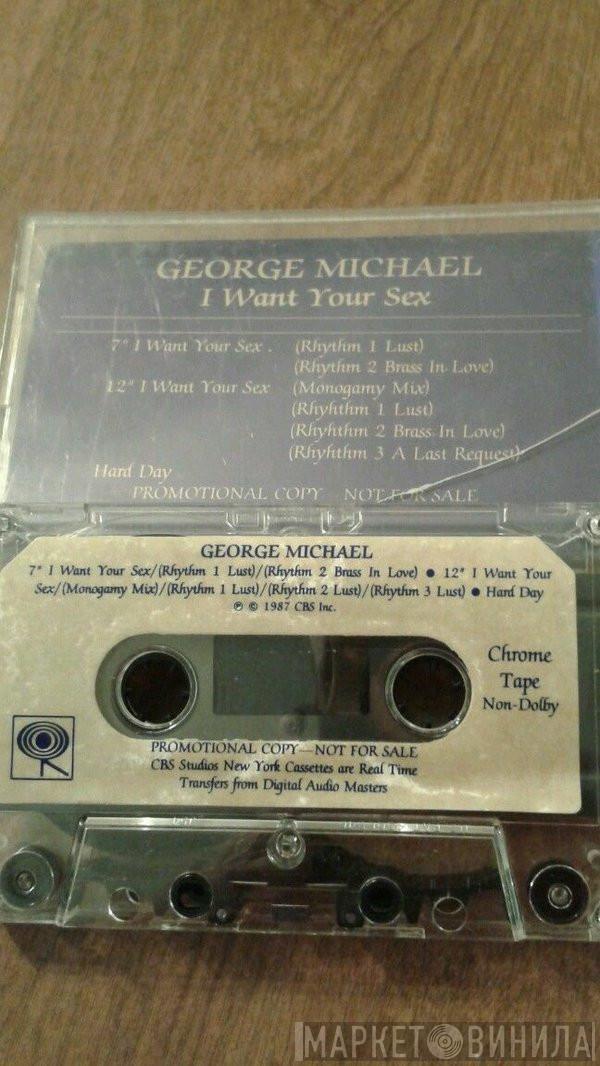 GEORGE MICHAEL
I Want Your Sex
7" I Want Your Sex . (Rhythm 1 Lust)
(Rhythm 2 Brass In Love)
12" I Want Your Sex (Monogamy Mix)
(Rhyhthm 1 Lust)
(Rhyhthm 2 Brass In Love)
(Rhyhthm 3 A Last Request)
Hard Day
PROMOTIONAL COPY NOT FOR SALE
GEORGE MICHAEL
7" I Want Your Sex/(Rhythm 1 Lust)/(Rhythm 2 Brass In Love) ● 12" I Want Your
Sex/(Monogamy Mix)/(Rhythm 1 Lust)/(Rhythm 2 Lust)/(Rhythm 3 Lust) ● Hard Day
℗ © 1987 CBS Inc.
Chrome
Tape
Non-Dolby
PROMOTIONAL COPY—NOT FOR SALE
CBS Studios New York Cassettes are Real Time
Transfers from Digital Audio Masters
МАРКЕТ ВИНИЛА